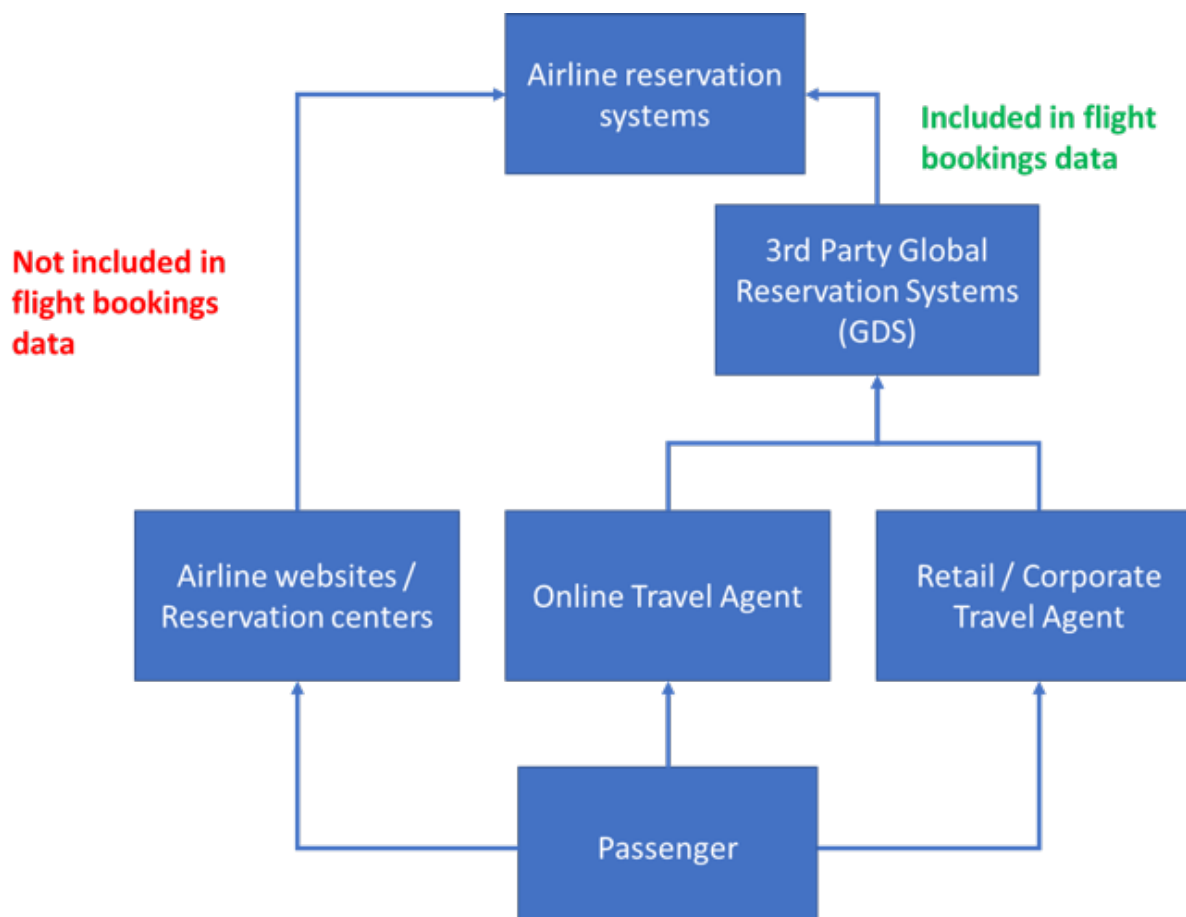 Airline reservation
systems
Included in flight
bookings data
Not included in
flight bookings
data
3rd Party Global
Reservation Systems
(GDS)
Airline websites /
Reservation centers
Online Travel Agent
Retail / Corporate
Travel Agent
Passenger